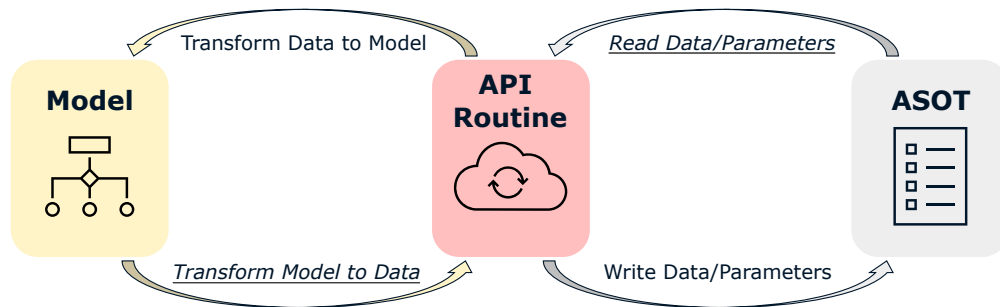 Transform Data to Model
Read Data/Parameters
Model
API
Routine
ASOT
Transform Model to Data
Write Data/Parameters